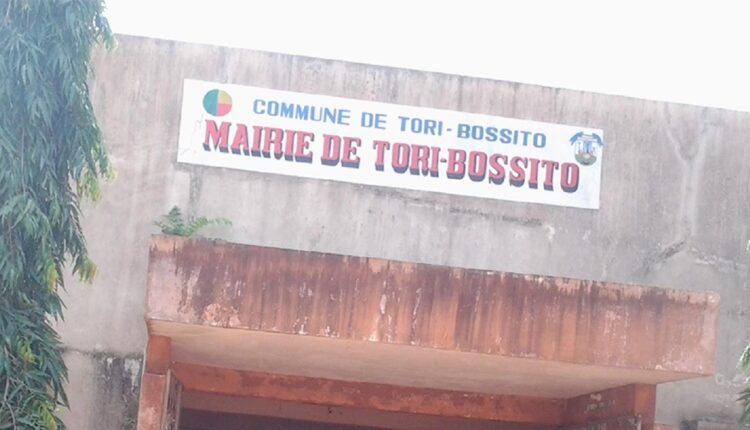 COMMUNE DE TORI - BOSSITO
MAIRIE DE TORI-BOSSITO